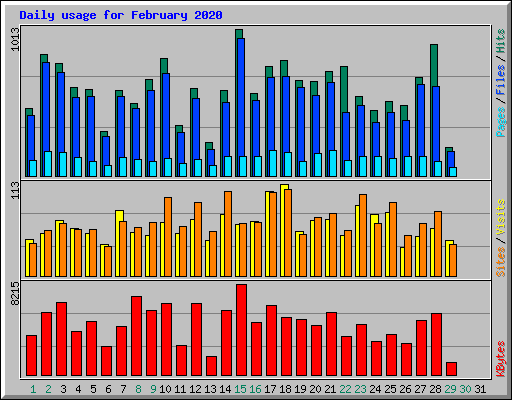 Daily usage for February 2020
1013
Pages / Files / Hits
113
Sites / Visits
8215
KBytes
1 2 3 4 5 6 7 8 9 10 11 12 13 14 15 16 17 18 19 20 21 22 23 24 25 26 27 28 29 30 31